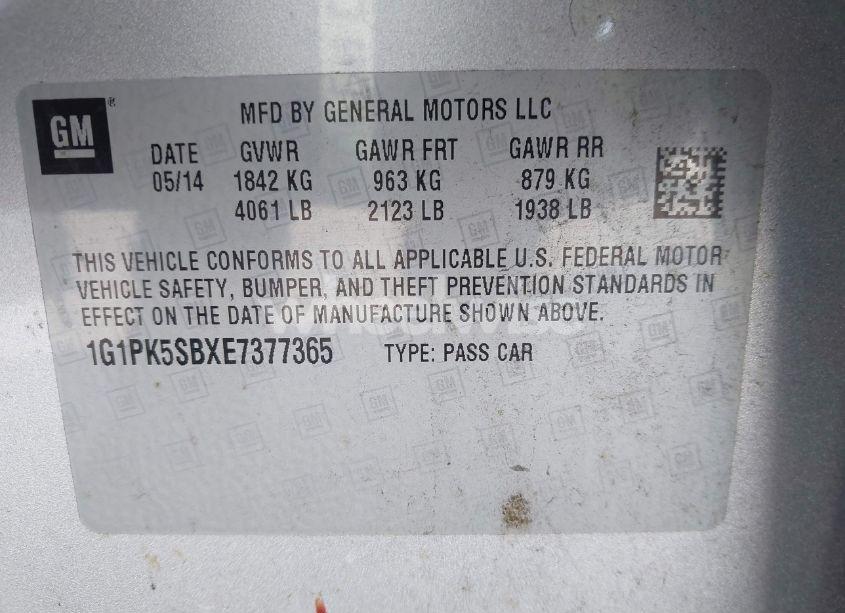 GM
MFD BY GENERAL MOTORS LLC
DATE GVWR GAWR FRT GAWR RR
05/14 1842 KG 963 KG 879 KG
4061 LB 2123 LB 1938 LB
THIS VEHICLE CONFORMS TO ALL APPLICABLE U.S. FEDERAL MOTOR
VEHICLE SAFETY, BUMPER, AND THEFT PREVENTION STANDARDS IN
EFFECT ON THE DATE OF MANUFACTURE SHOWN ABOVE.
1G1PK5SBXE7377365 TYPE: PASS CAR